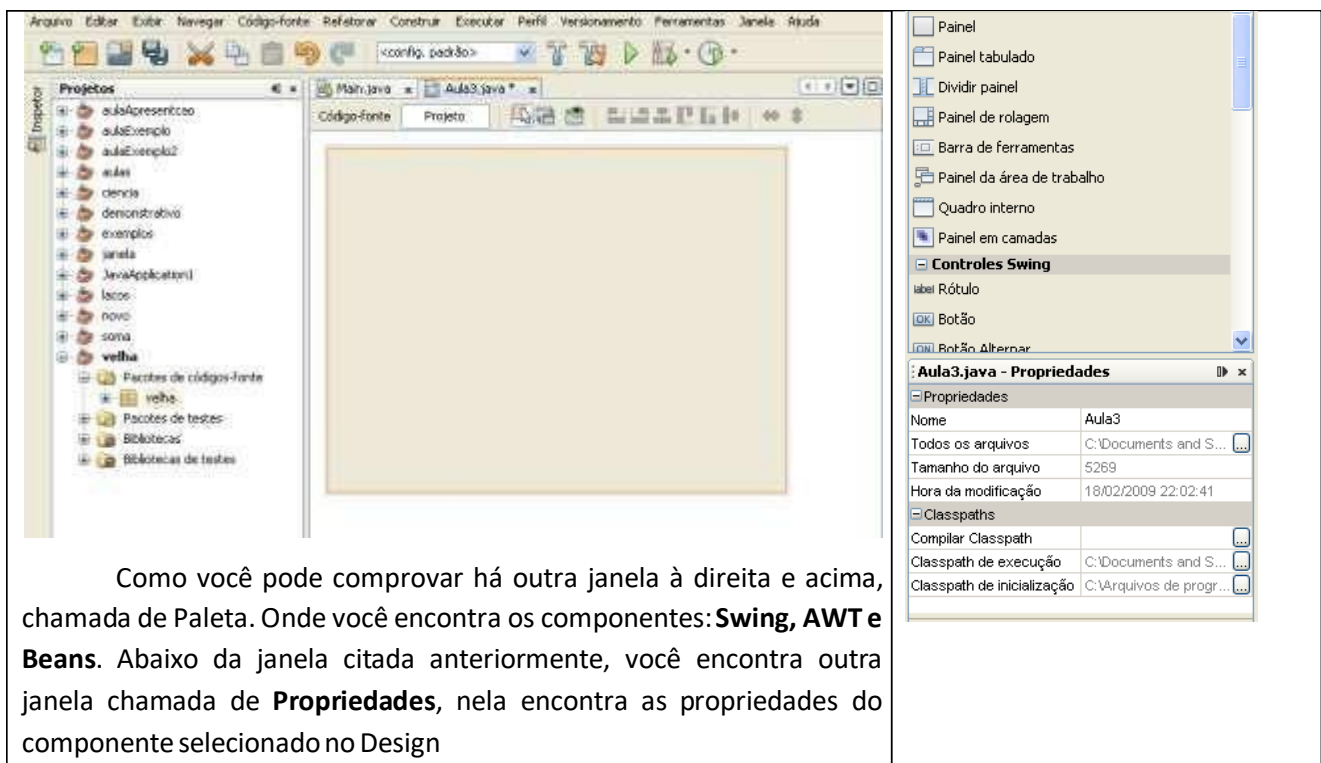 Arquivo Editar Exibir Navegar Código-fonte Refatorar Construir Executar Perfil Versionamento Ferramentas Janela Ajuda
<config. padrão>
Inspetor
Projetos
aulaApresentcao
aulaExemplo
aulaExemplo2
aulas
ciencia
demonstrativo
exemplos
janela
JavaApplication1
lacos
novo
soma
velha
Pacotes de códigos-fonte
velha
Pacotes de testes
Bibliotecas
Bibliotecas de testes
Main.java x Aula3.java * x
Código-fonte Projeto
Painel
Painel tabulado
Dividir painel
Painel de rolagem
Barra de ferramentas
Painel da área de trabalho
Quadro interno
Painel em camadas
Controles Swing
label Rótulo
OK Botão
ON Botão Alternar
Aula3.java - Propriedades
Propriedades
Nome Aula3
Todos os arquivos C:\Documents and S... ...
Tamanho do arquivo 5269
Hora da modificação 18/02/2009 22:02:41
Classpaths
Compilar Classpath ...
Classpath de execução C:\Documents and S... ...
Classpath de inicialização C:\Arquivos de progr... ...
Como você pode comprovar há outra janela à direita e acima,
chamada de Paleta. Onde você encontra os componentes: Swing, AWT e
Beans. Abaixo da janela citada anteriormente, você encontra outra
janela chamada de Propriedades, nela encontra as propriedades do
componente selecionado no Design